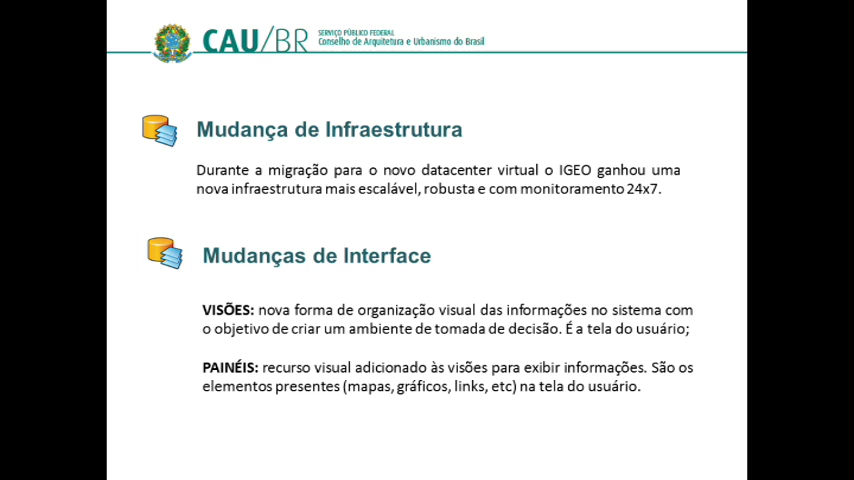 CAU/BR
SERVIÇO PÚBLICO FEDERAL
Conselho de Arquitetura e Urbanismo do Brasil
Mudança de Infraestrutura
Durante a migração para o novo datacenter virtual o IGEO ganhou uma
nova infraestrutura mais escalável, robusta e com monitoramento 24x7.
Mudanças de Interface
VISÕES: nova forma de organização visual das informações no sistema com
o objetivo de criar um ambiente de tomada de decisão. É a tela do usuário;
PAINÉIS: recurso visual adicionado às visões para exibir informações. São os
elementos presentes (mapas, gráficos, links, etc) na tela do usuário.